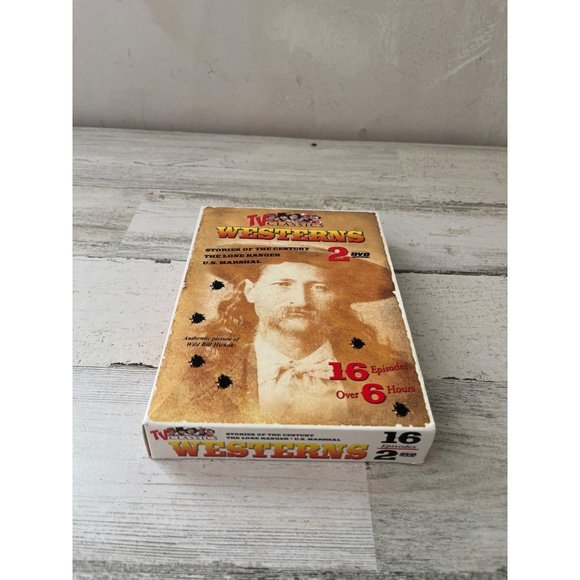 TV
CLASSICS
WESTERNS
STORIES OF THE CENTURY
THE LONE RANGER
U.S. MARSHAL
2 DVD
Authentic picture of
Wild Bill Hickok
16 Episodes
Over 6 Hours
TV
CLASSICS
STORIES OF THE CENTURY
THE LONE RANGER • U.S. MARSHAL
WESTERNS
16
Episodes
2 DVD